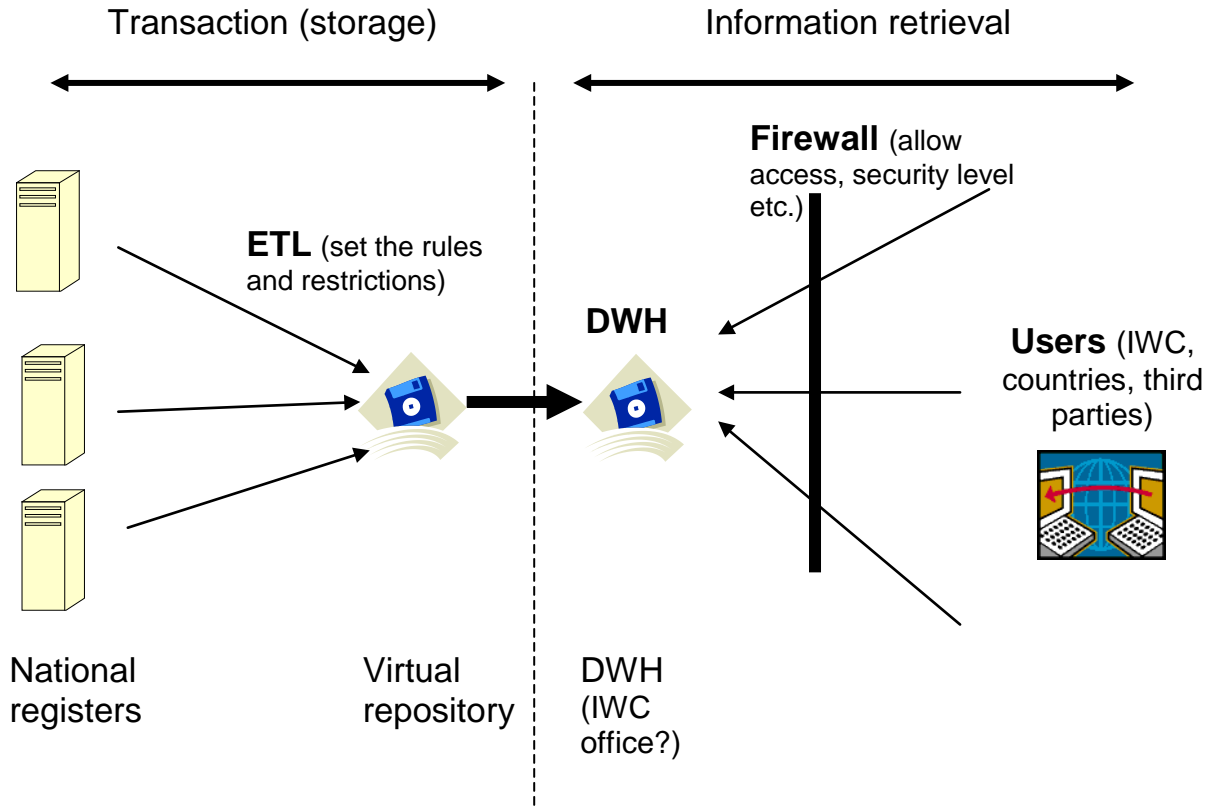 Transaction (storage)
Information retrieval
Firewall (allow
access, security level
etc.)
ETL (set the rules
and restrictions)
DWH
Users (IWC,
countries, third
parties)
National
registers
Virtual
repository
DWH
(IWC
office?)